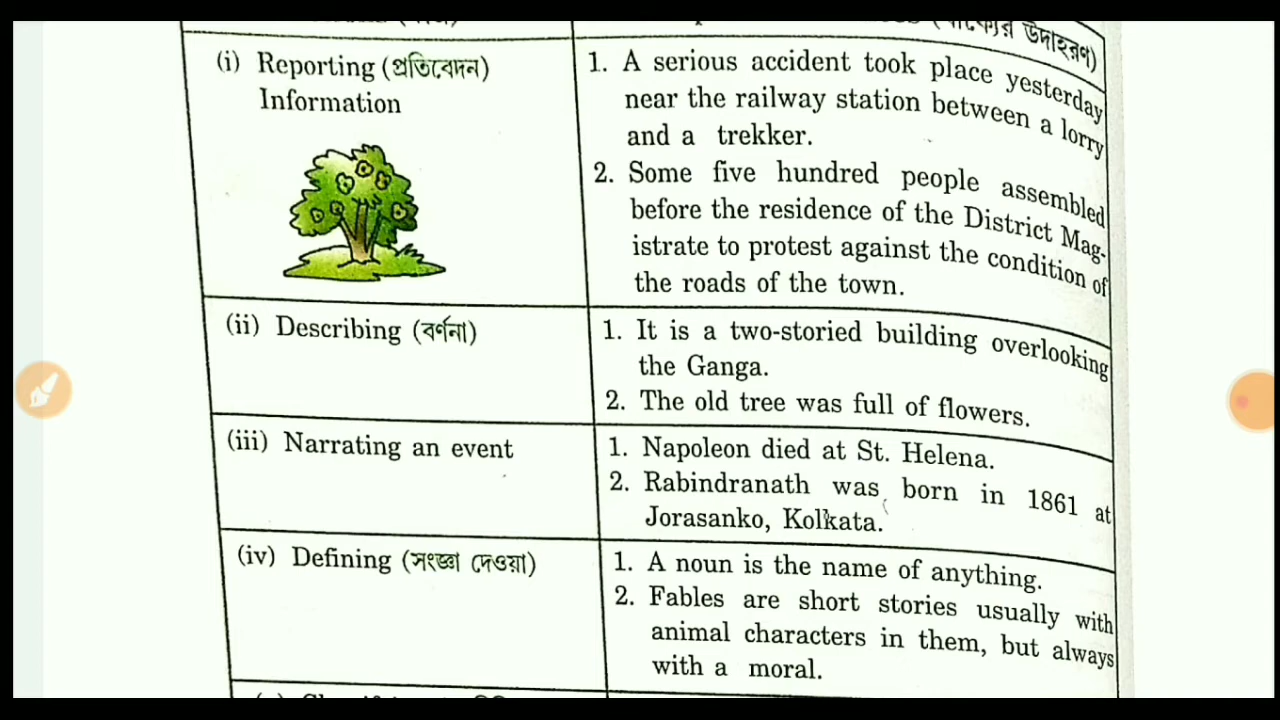 (বাক্যের উদাহরণ)
(i) Reporting (প্রতিবেদন)
Information
1. A serious accident took place yesterday
near the railway station between a lorry
and a trekker.
2. Some five hundred people assembled
before the residence of the District Mag-
istrate to protest against the condition of
the roads of the town.
(ii) Describing (বর্ণনা)
1. It is a two-storied building overlooking
the Ganga.
2. The old tree was full of flowers.
(iii) Narrating an event
1. Napoleon died at St. Helena.
2. Rabindranath was born in 1861 at
Jorasanko, Kolkata.
(iv) Defining (সংজ্ঞা দেওয়া)
1. A noun is the name of anything.
2. Fables are short stories usually with
animal characters in them, but always
with a moral.